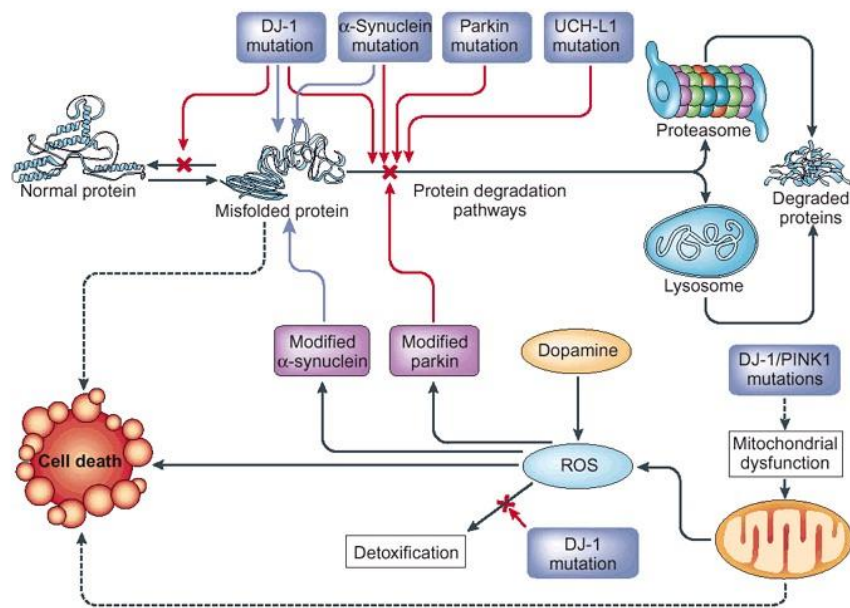 DJ-1
mutation
α-Synuclein
mutation
Parkin
mutation
UCH-L1
mutation
Proteasome
Normal protein
Misfolded protein
Protein degradation
pathways
Degraded
proteins
Lysosome
Modified
α-synuclein
Modified
parkin
Dopamine
DJ-1/PINK1
mutations
Mitochondrial
dysfunction
Cell death
ROS
Detoxification
DJ-1
mutation